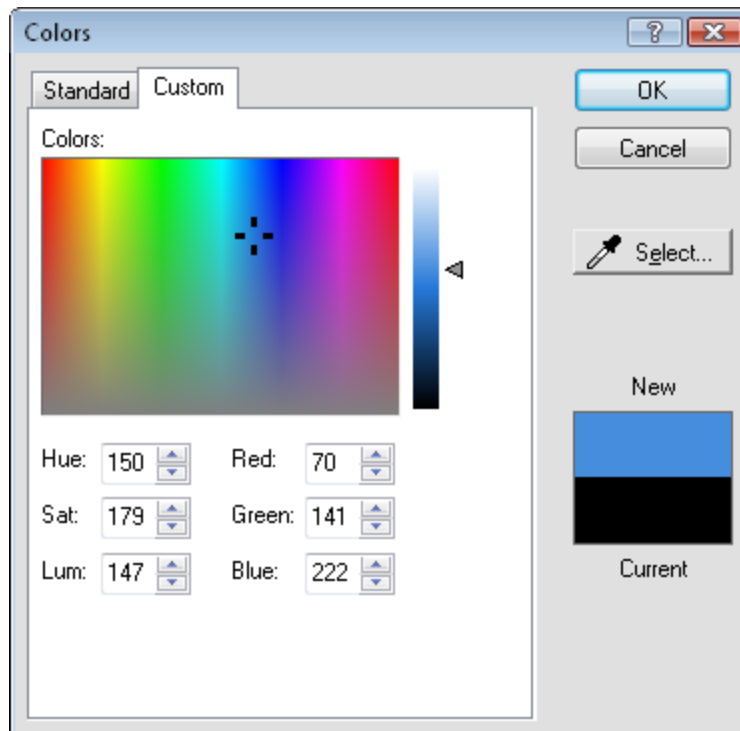 Colors
Standard Custom
OK
Colors:
Cancel
Select...
New
Hue: 150 Red: 70
Sat: 179 Green: 141
Lum: 147 Blue: 222
Current